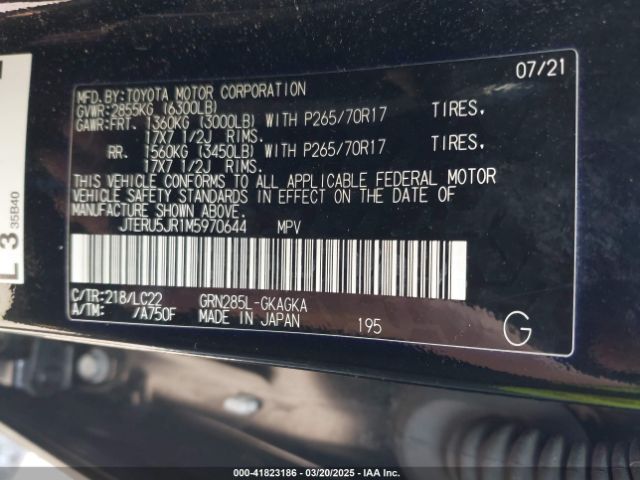 07/21
MFD.BY:TOYOTA MOTOR CORPORATION
GVWR:2855KG (6300LB)
GAWR:FRT. 1360KG (3000LB) WITH P265/70R17 TIRES,
17X7 1/2J RIMS.
RR. 1560KG (3450LB) WITH P265/70R17 TIRES,
17X7 1/2J RIMS.
THIS VEHICLE CONFORMS TO ALL APPLICABLE FEDERAL MOTOR
VEHICLE SAFETY STANDARDS IN EFFECT ON THE DATE OF
MANUFACTURE SHOWN ABOVE.
JTERU5JR1M5970644 MPV
C/TR:218/LC22 GRN285L-GKAGKA
A/TM: /A750F MADE IN JAPAN 195 G
L 3
35B40
000-41823186 - 03/20/2025 - IAA Inc.